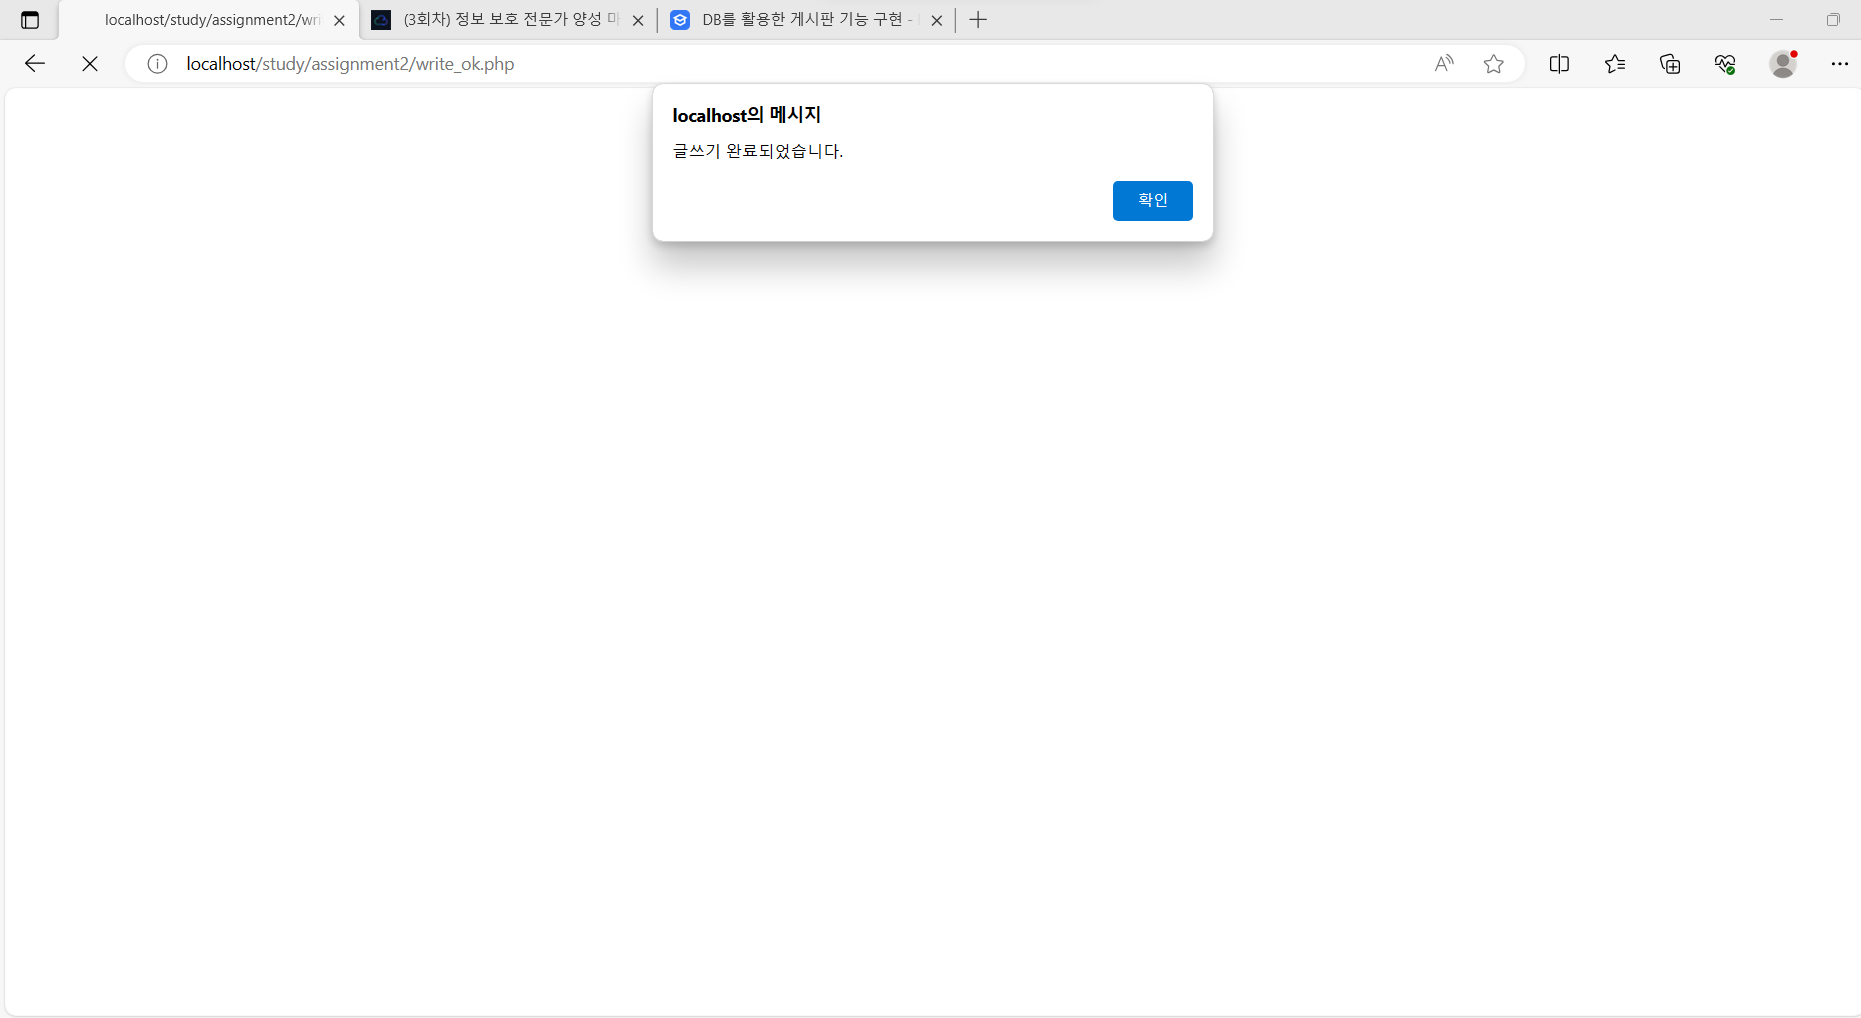 localhost/study/assignment2/wri
(3회차) 정보 보호 전문가 양성
DB를 활용한 게시판 기능 구현 -
localhost/study/assignment2/write_ok.php
localhost의 메시지
글쓰기 완료되었습니다.
확인